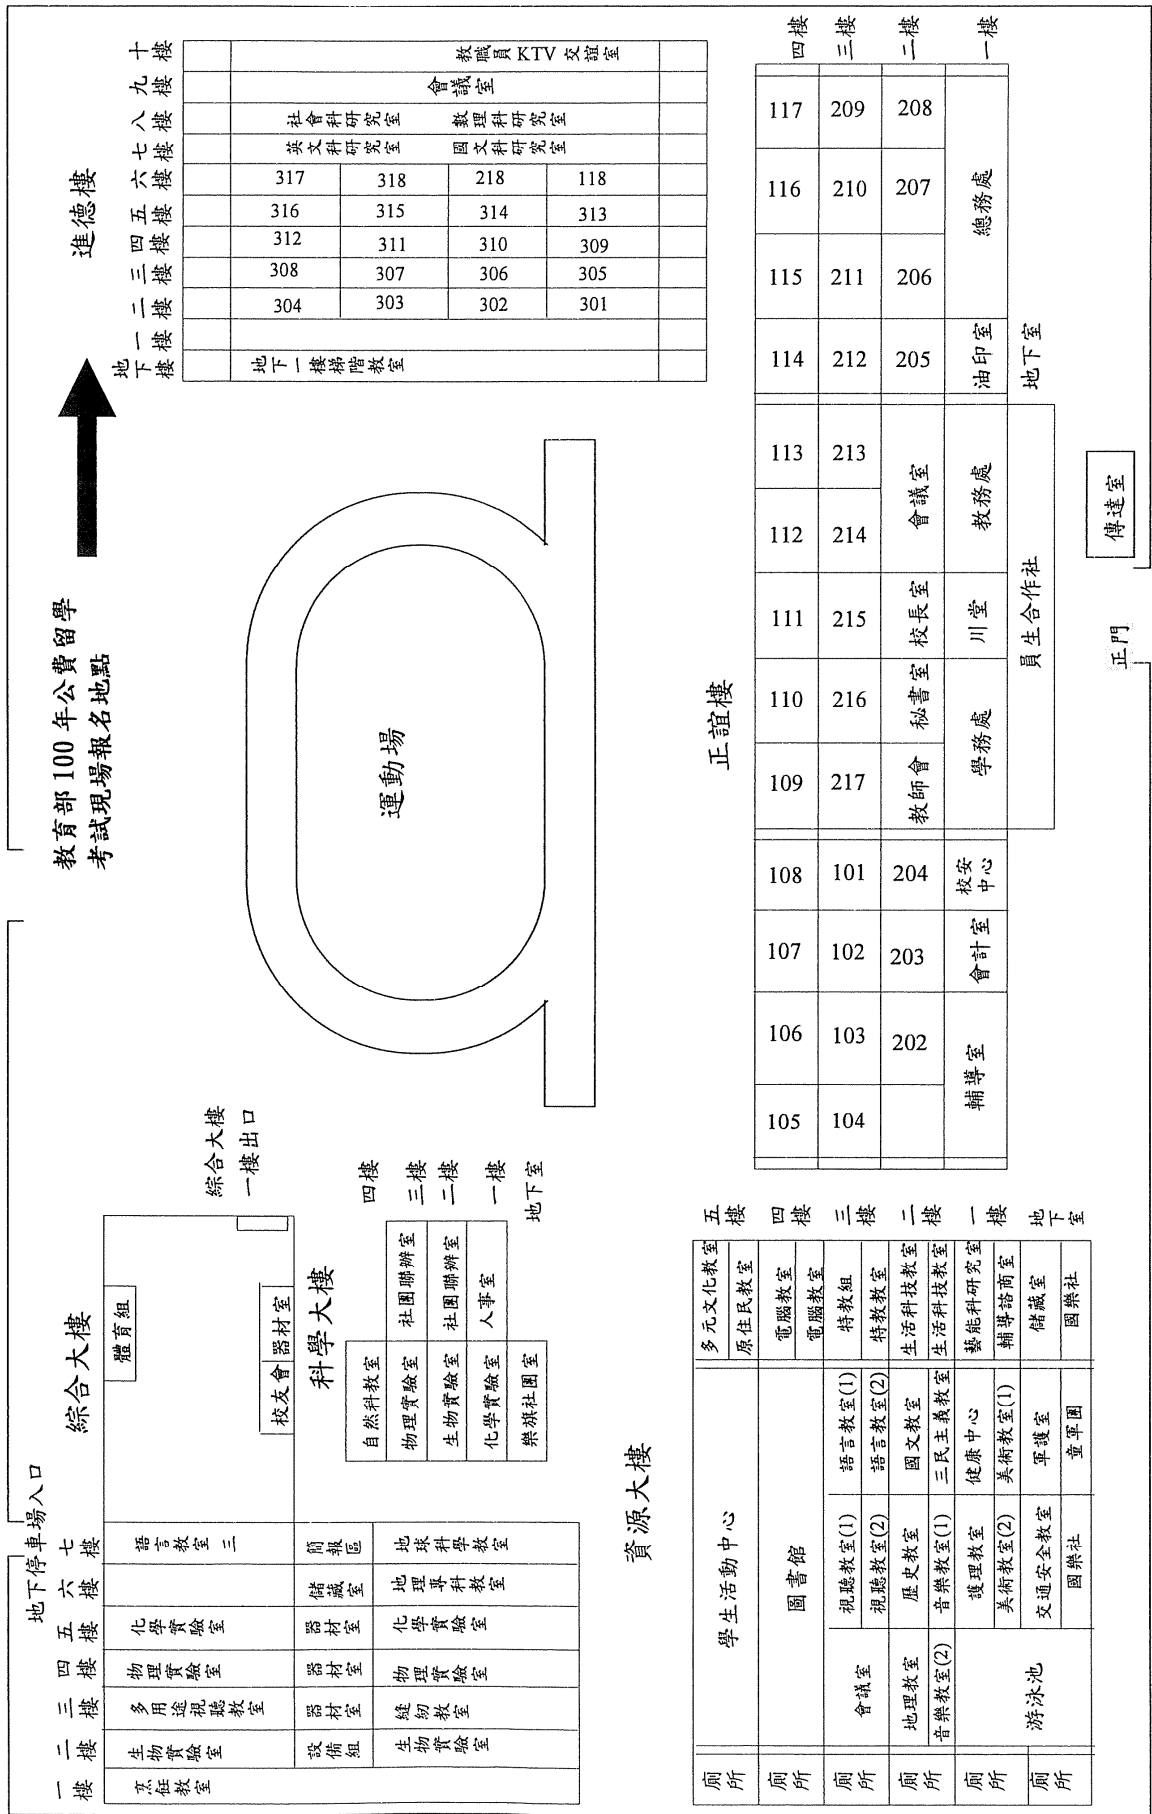 地下停車場入口
綜合大樓
一樓 二樓 三樓 四樓 五樓 六樓 七樓
烹飪教室
生物實驗室 設備組 生物實驗室
多用途視聽教室 器材室 縫紉教室
物理實驗室 器材室 物理實驗室
化學實驗室 器材室 化學實驗室
儲藏室 地理專科教室
語言教室三 簡報區 地球科學教室
體育組
校友會 器材室
綜合大樓
一樓出口
科學大樓
自然科教室 四樓
物理實驗室 社團聯辦室 三樓
生物實驗室 社團聯辦室 二樓
化學實驗室 人事室 一樓
樂旗社團室 地下室
教育部 100 年公費留學
考試現場報名地點
運動場
進德樓
十樓 教職員 KTV 交誼室
九樓 會議室
八樓 社會科研究室 數理科研究室
七樓 英文科研究室 國文科研究室
六樓 317 318 218 118
五樓 316 315 314 313
四樓 312 311 310 309
三樓 308 307 306 305
二樓 304 303 302 301
一樓
地下樓 地下一樓梯階教室
資源大樓
廁所 學生活動中心 多元文化教室 五樓
原住民教室
廁所 圖書館 電腦教室 四樓
電腦教室
廁所 會議室 視聽教室(1) 語言教室(1) 特教組 三樓
視聽教室(2) 語言教室(2) 特教教室
廁所 地理教室 歷史教室 國文教室 生活科技教室 二樓
音樂教室(2) 音樂教室(1) 三民主義教室 生活科技教室
廁所 游泳池 護理教室 健康中心 藝能科研究室 一樓
美術教室(2) 美術教室(1) 輔導諮商室
廁所 交通安全教室 軍護室 儲藏室 地下室
國樂社 童軍團 國樂社
正誼樓
105 106 107 108 109 110 111 112 113 114 115 116 117 四樓
104 103 102 101 217 216 215 214 213 212 211 210 209 三樓
202 203 204 教師會 秘書室 校長室 會議室 205 206 207 208 二樓
輔導室 會計室 校安中心 學務處 川堂 教務處 油印室 總務處 一樓
員生合作社 地下室
正門
傳達室